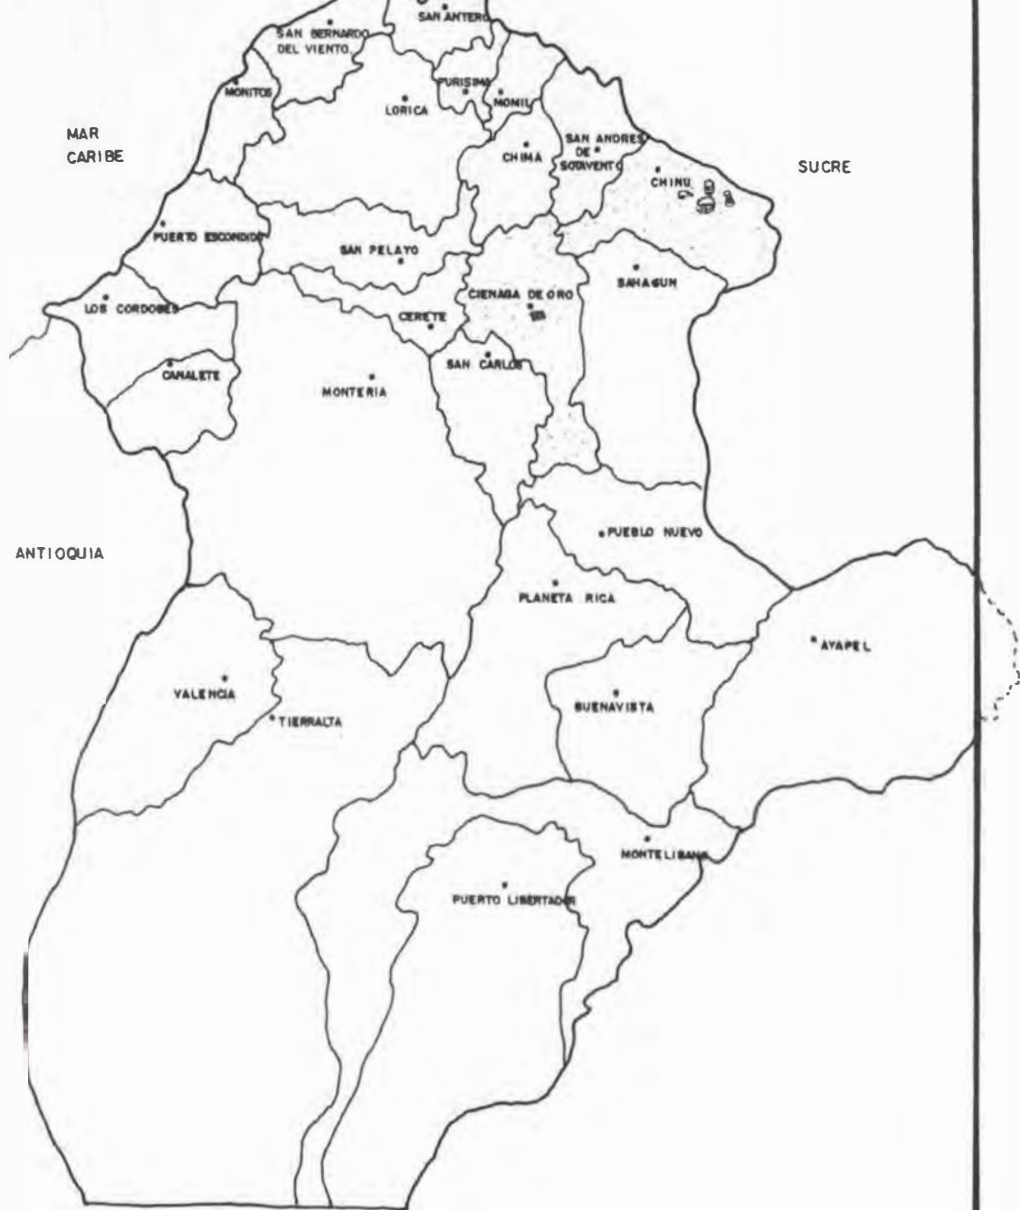 SAN ANTERO
SAN BERNARDO
DEL VIENTO.
PURISIMA
MOÑITOS
MOMIL
LORICA
MAR
CARIBE
SAN ANDRES
DE
SOTAVENTO
CHIMA
SUCRE
CHINU
PUERTO ESCONDIDO
SAN PELAYO
SAHAGUN
CIENAGA DE ORO
LOS CORDOBES
CERETE
SAN CARLOS
CANALETE
MONTERIA
PUEBLO NUEVO
ANTIOQUIA
PLANETA RICA
AYAPEL
VALENCIA
BUENAVISTA
TIERRALTA
MONTELIBANO
PUERTO LIBERTADOR